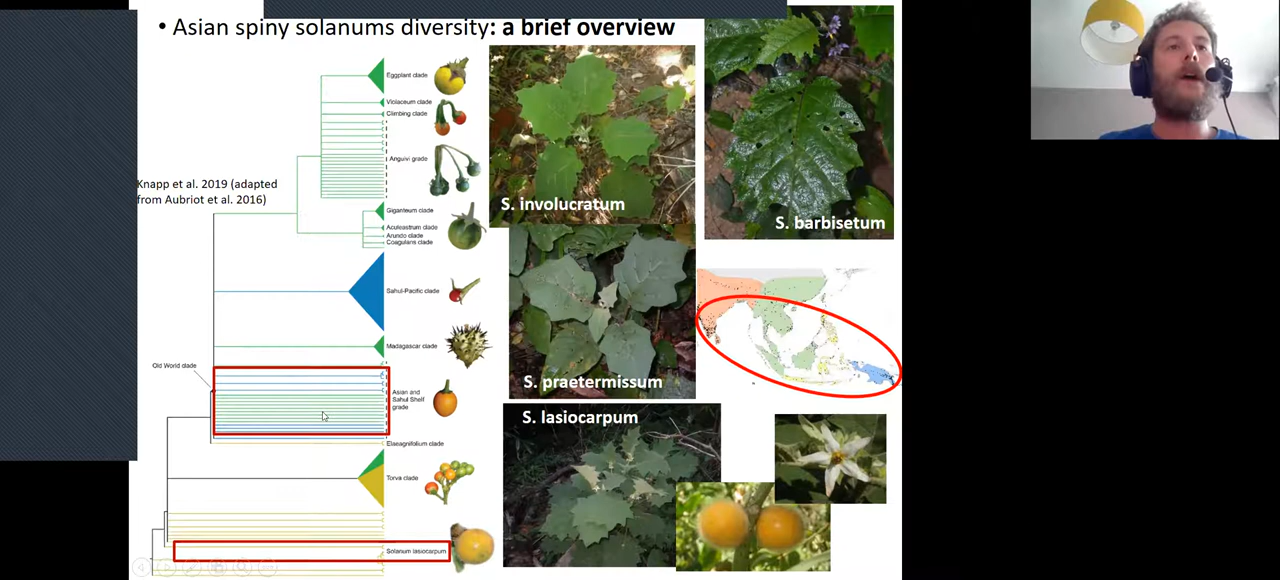 • Asian spiny solanums diversity: a brief overview
Eggplant clade
Violaceum clade
Climbing clade
Anguivi grade
Knapp et al. 2019 (adapted
from Aubriot et al. 2016)
Giganteum clade
Aculeastrum clade
Arundo clade
Coagulans clade
Sahul-Pacific clade
Madagascar clade
Old World clade
Asian and
Sahul Shelf
grade
Elaeagnifolium clade
Torva clade
Solanum lasiocarpum
S. involucratum
S. barbisetum
S. praetermissum
S. lasiocarpum